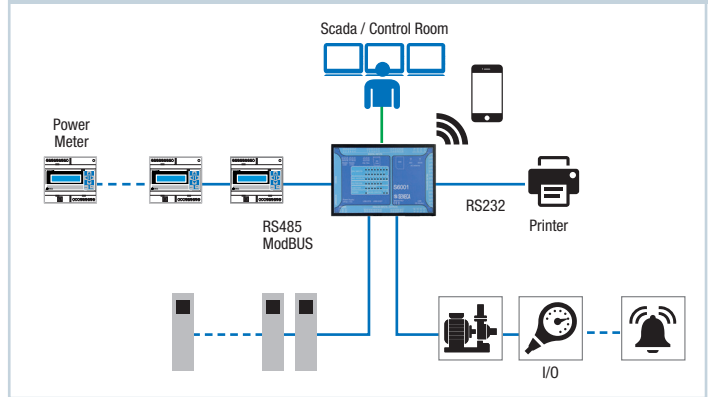 Scada / Control Room
Power
Meter
RS485
ModBUS
RS232
Printer
I/O